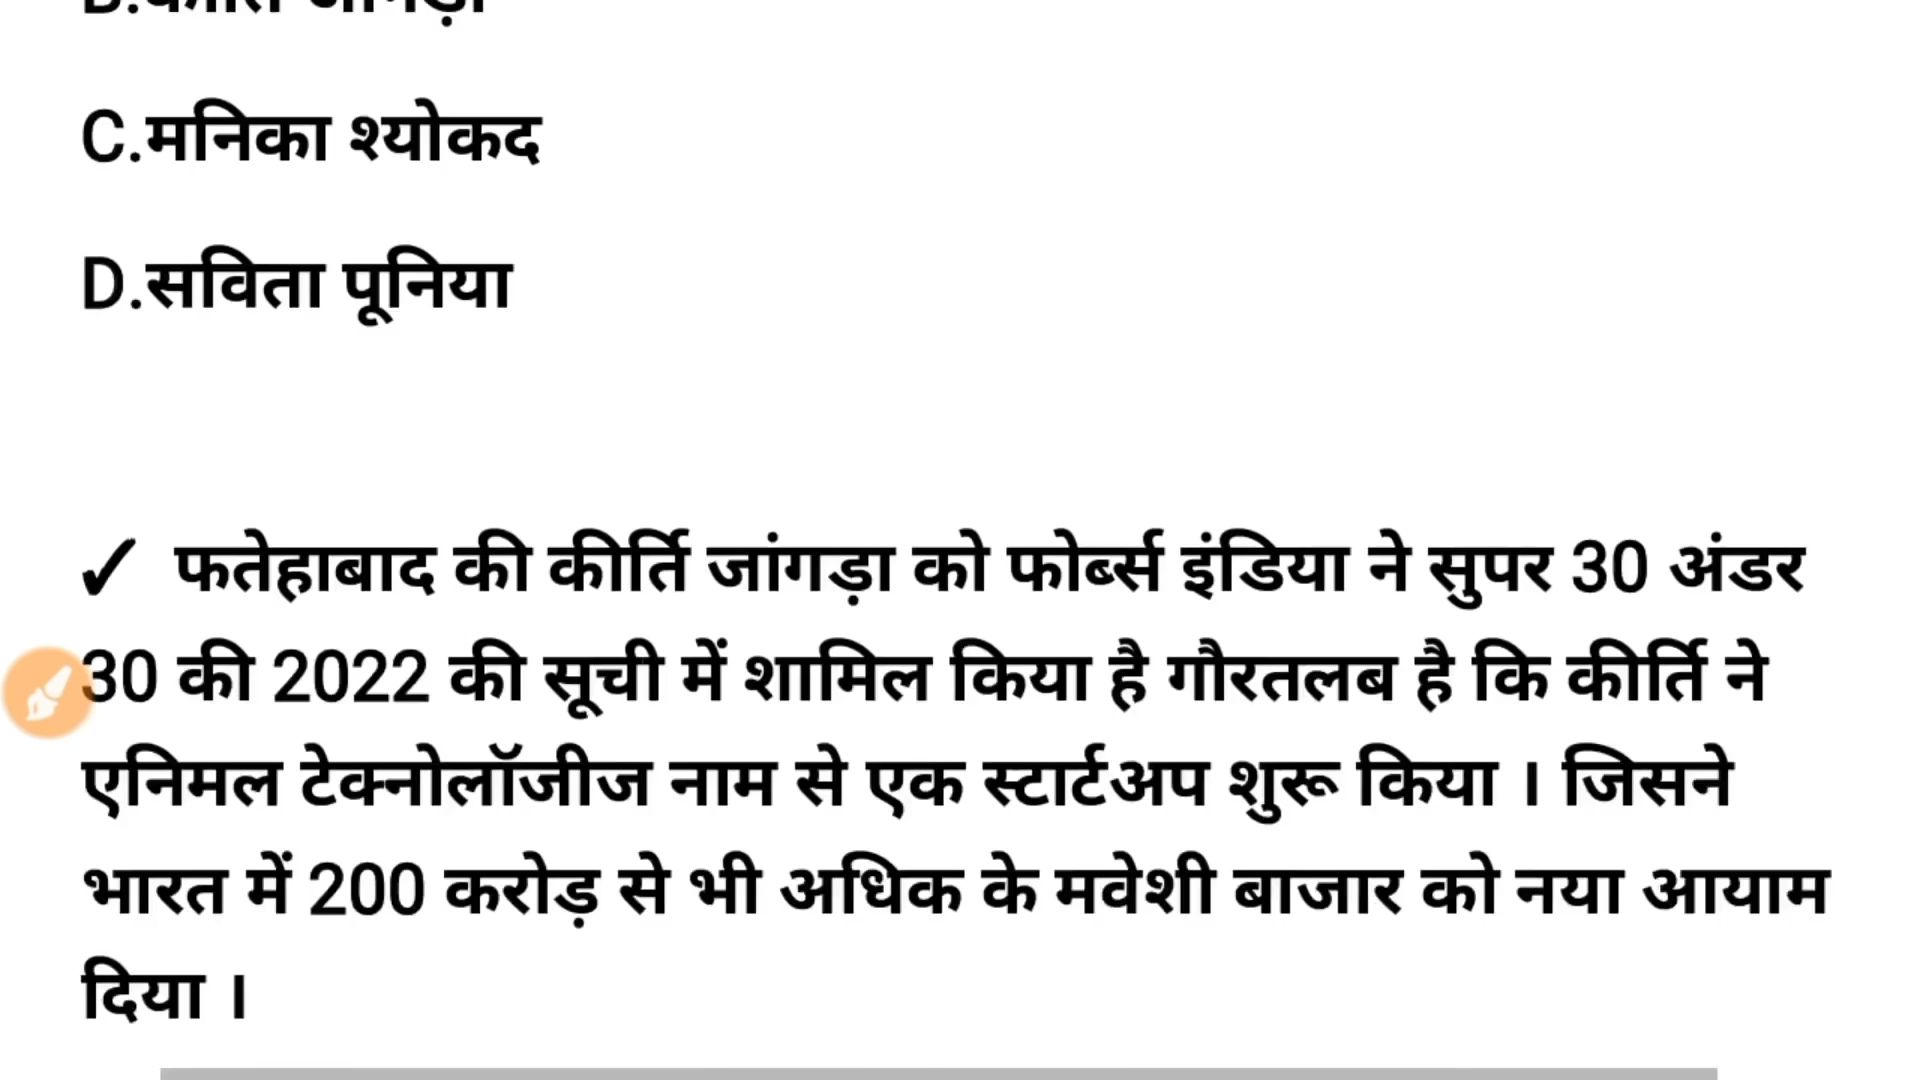 C.मनिका श्योकद
D.सविता पूनिया
✓ फतेहाबाद की कीर्ति जांगड़ा को फोर्ब्स इंडिया ने सुपर 30 अंडर
30 की 2022 की सूची में शामिल किया है गौरतलब है कि कीर्ति ने
एनिमल टेक्नोलॉजीज नाम से एक स्टार्टअप शुरू किया । जिसने
भारत में 200 करोड़ से भी अधिक के मवेशी बाजार को नया आयाम
दिया ।